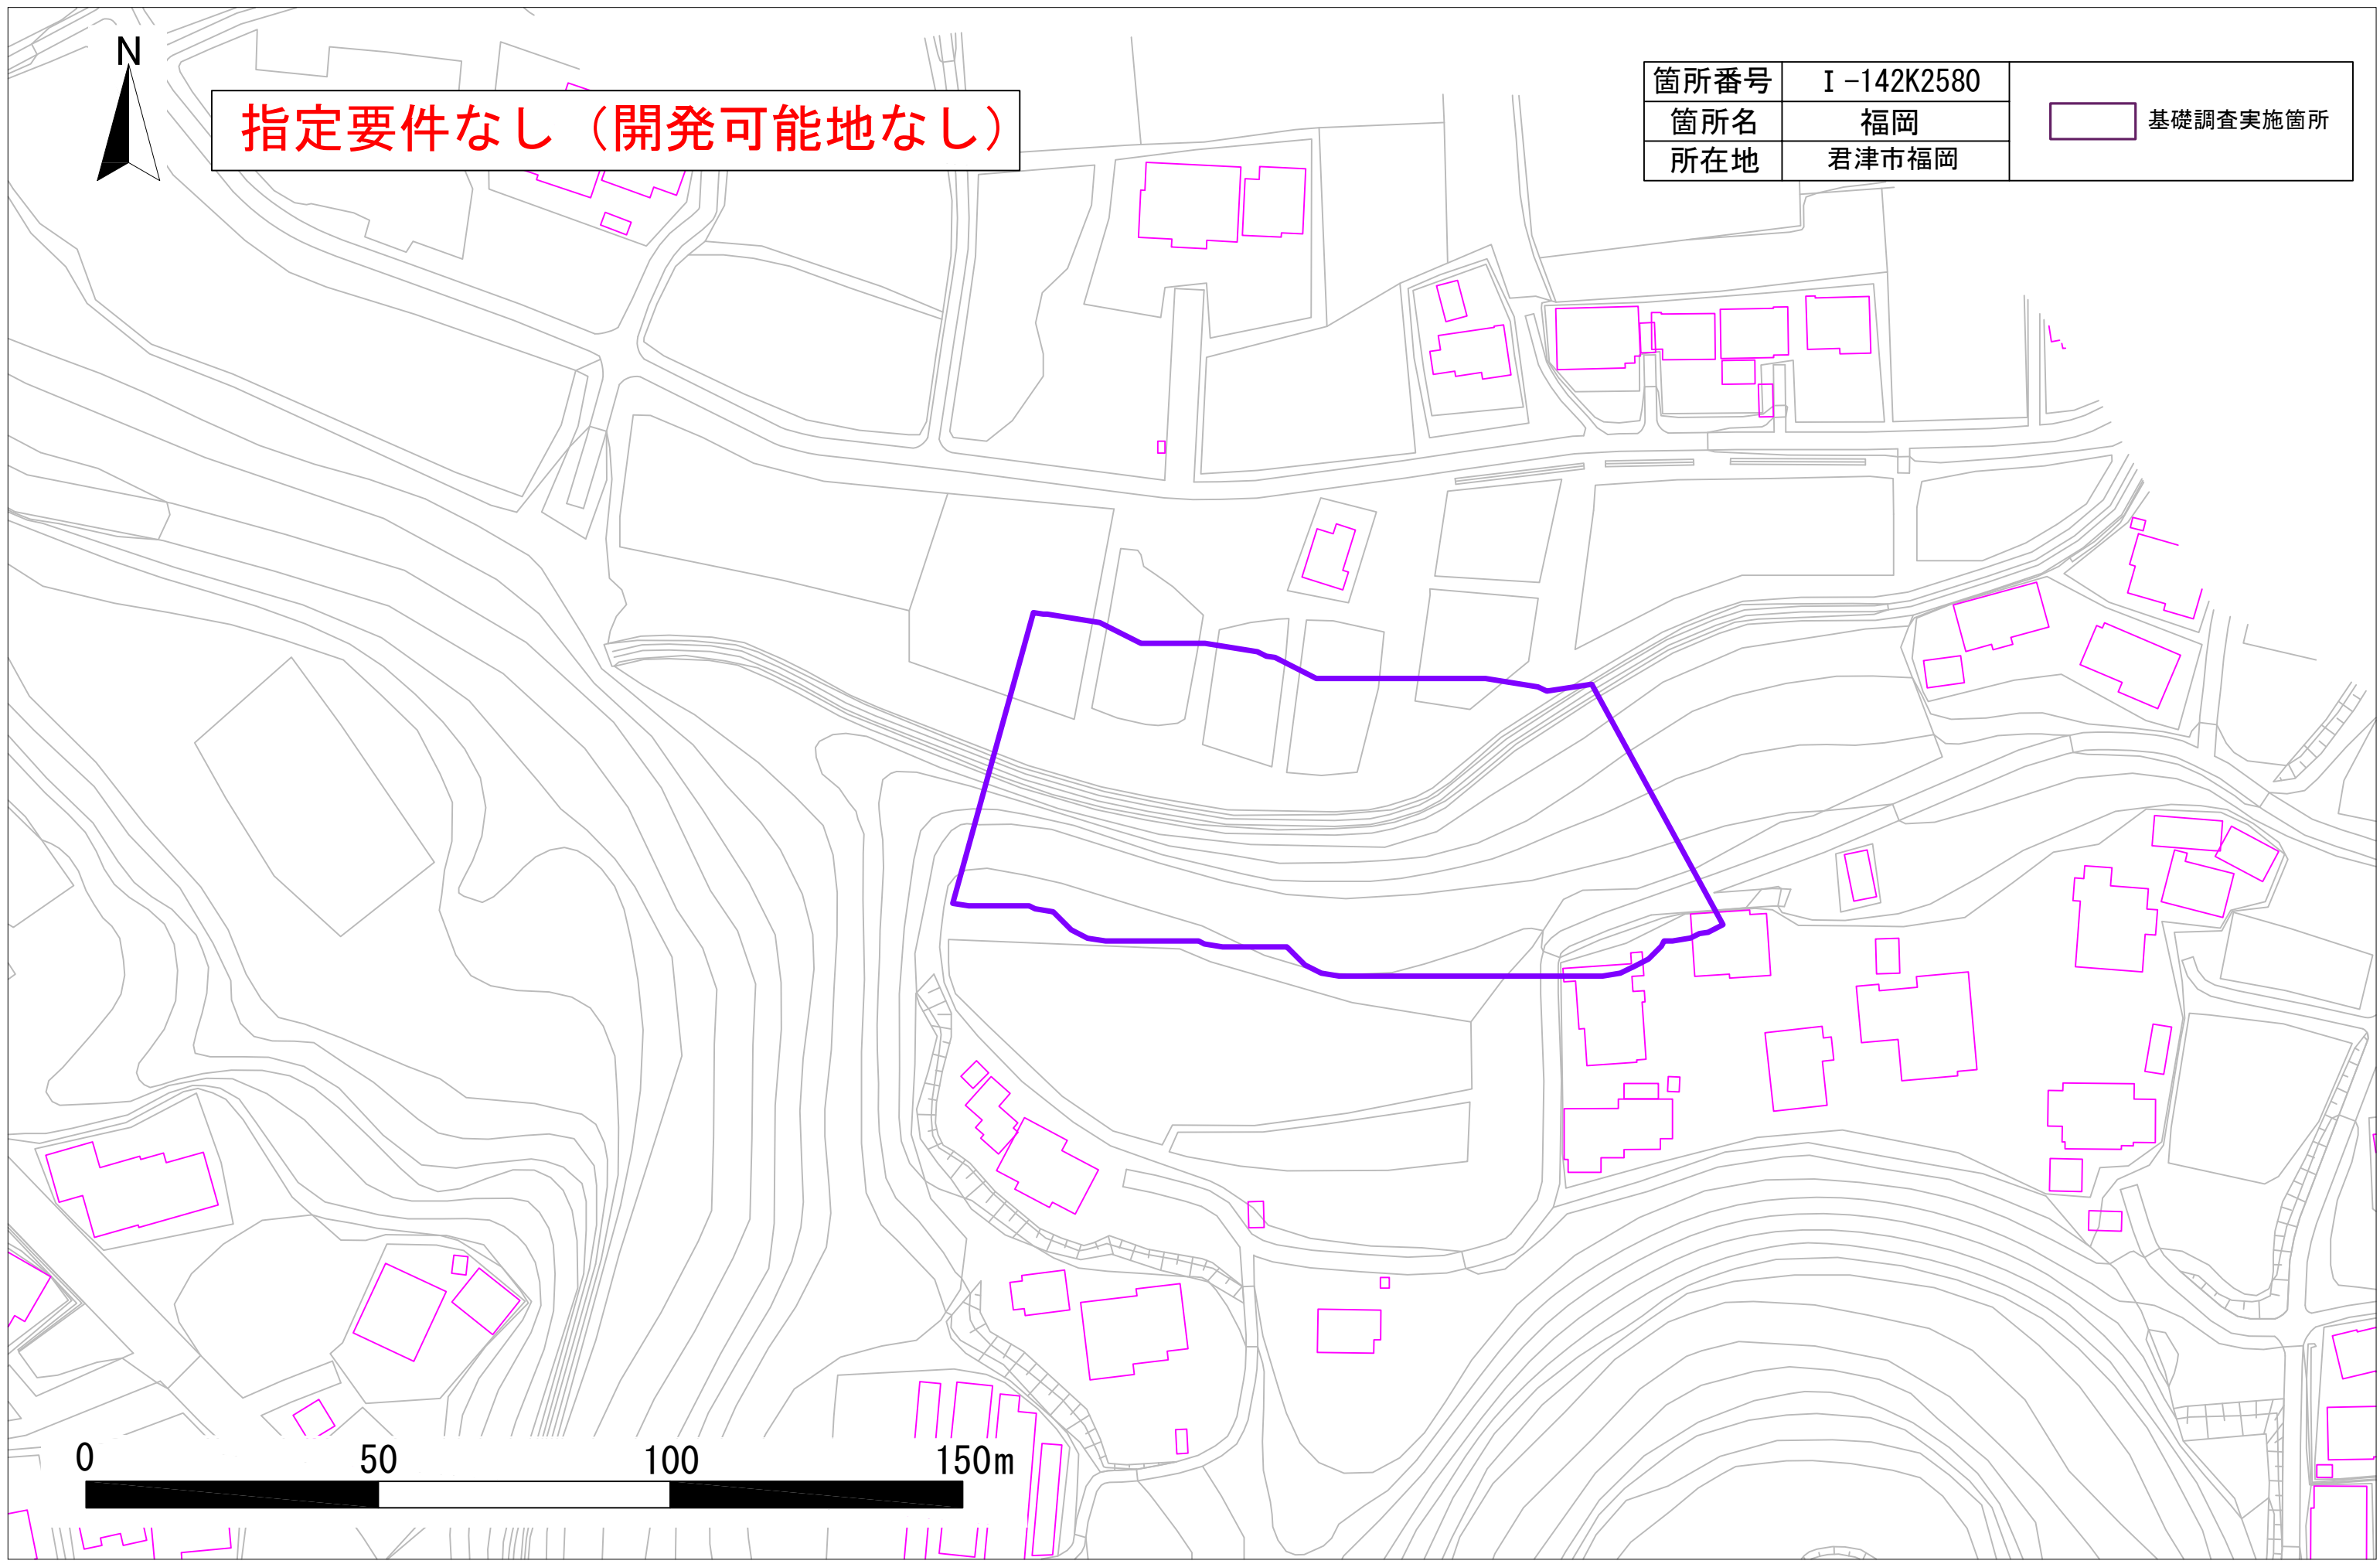 N
指定要件なし（開発可能地なし）
箇所番号 Ⅰ-142K2580
箇所名 福岡
所在地 君津市福岡
基礎調査実施箇所
0 50 100 150m